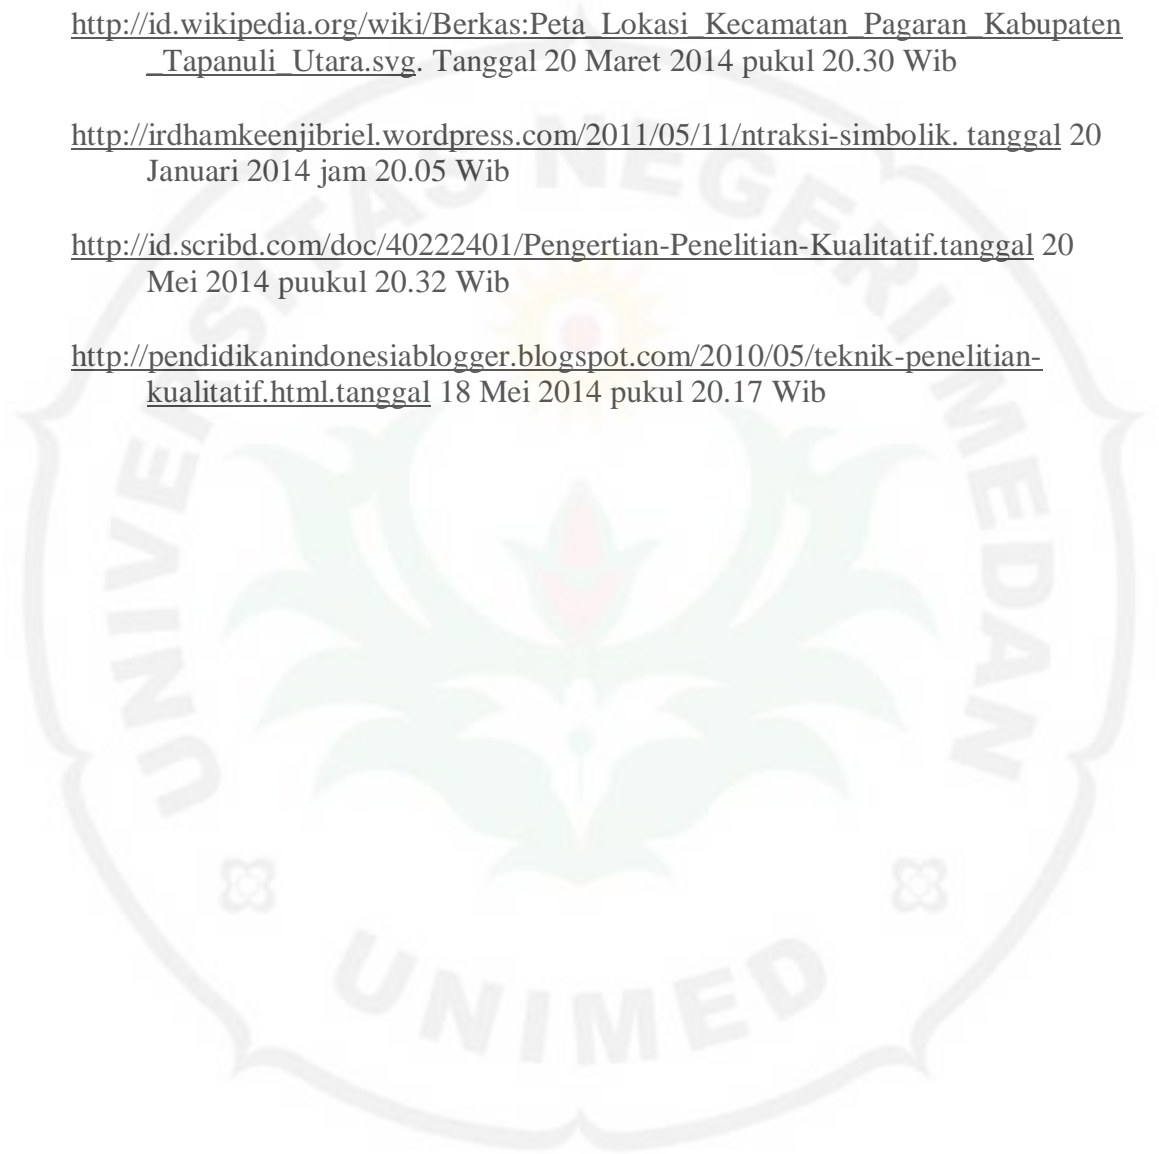 http://id.wikipedia.org/wiki/Berkas:Peta_Lokasi_Kecamatan_Pagaran_Kabupaten
_Tapanuli_Utara.svg. Tanggal 20 Maret 2014 pukul 20.30 Wib
http://irdhamkeenjibriel.wordpress.com/2011/05/11/ntraksi-simbolik. tanggal 20
Januari 2014 jam 20.05 Wib
http://id.scribd.com/doc/40222401/Pengertian-Penelitian-Kualitatif.tanggal 20
Mei 2014 puukul 20.32 Wib
http://pendidikanindonesiablogger.blogspot.com/2010/05/teknik-penelitian-
kualitatif.html.tanggal 18 Mei 2014 pukul 20.17 Wib
UNIVERSITAS NEGERI MEDAN
UNIMED